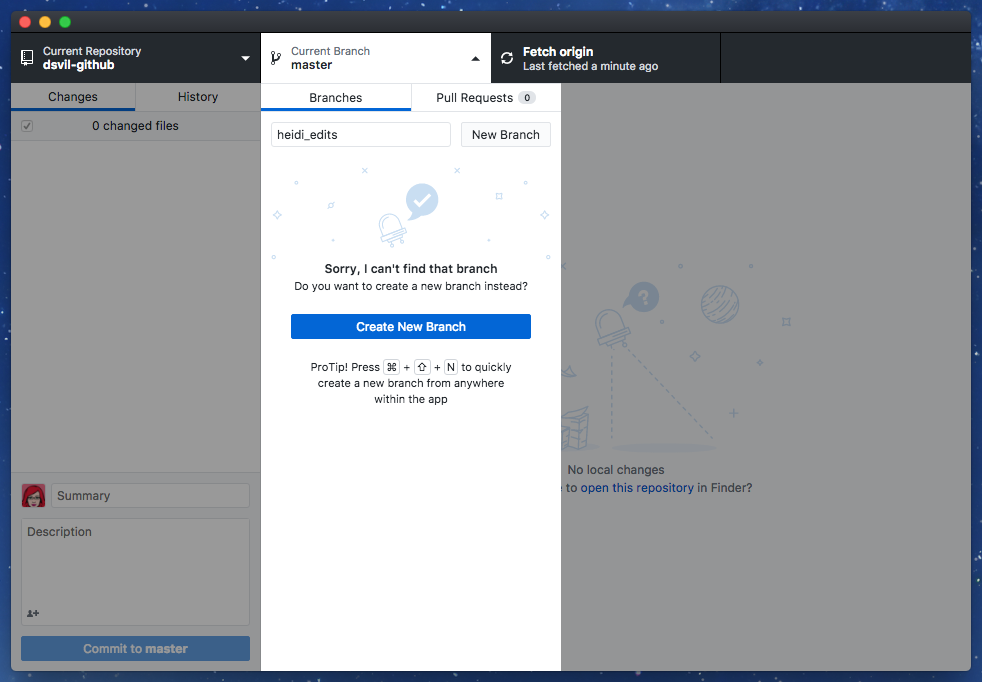 Current Repository
dsvil-github
Current Branch
master
Fetch origin
Last fetched a minute ago
Changes
History
Branches
Pull Requests 0
0 changed files
heidi_edits
New Branch
Sorry, I can't find that branch
Do you want to create a new branch instead?
Create New Branch
ProTip! Press ⌘ + ⇧ + N to quickly
create a new branch from anywhere
within the app
?
No local changes
to open this repository in Finder?
Summary
Description
Commit to master